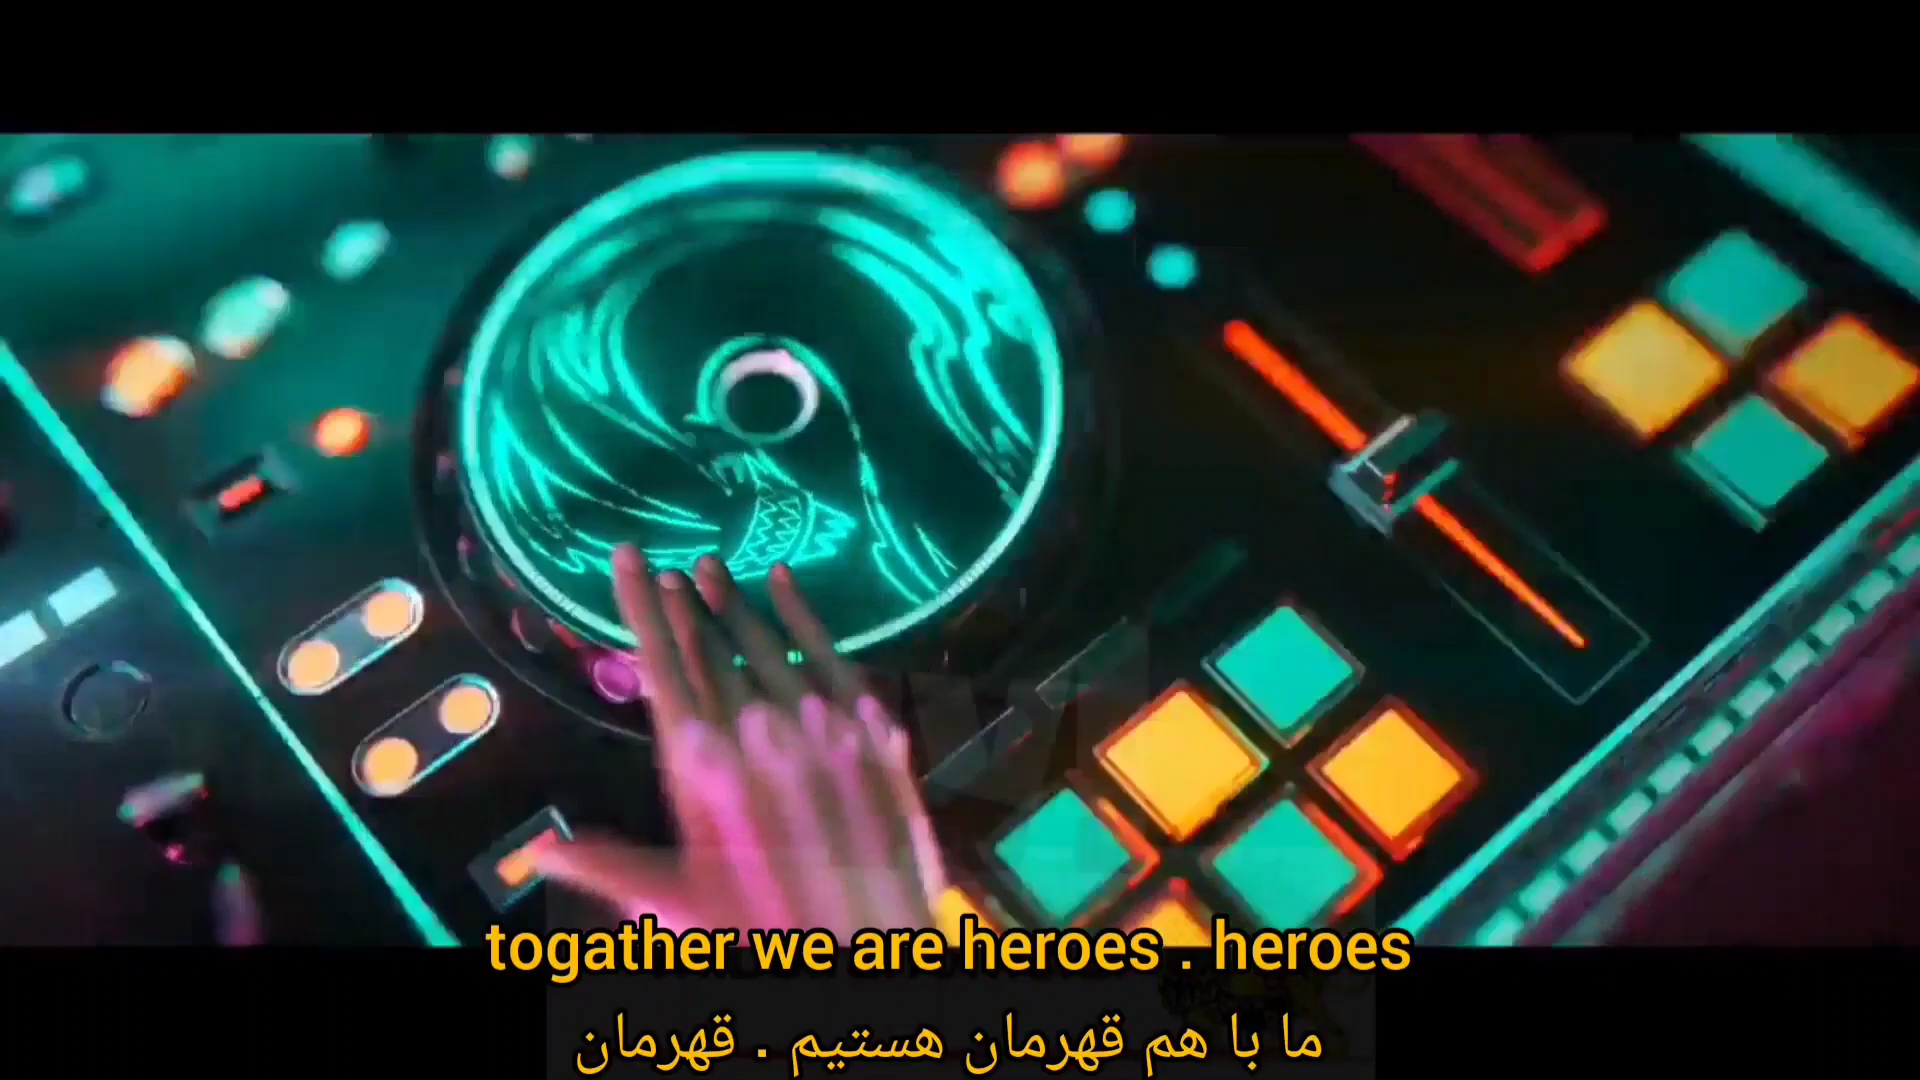 togather we are heroes . heroes
ما با هم قهرمان هستیم . قهرمان